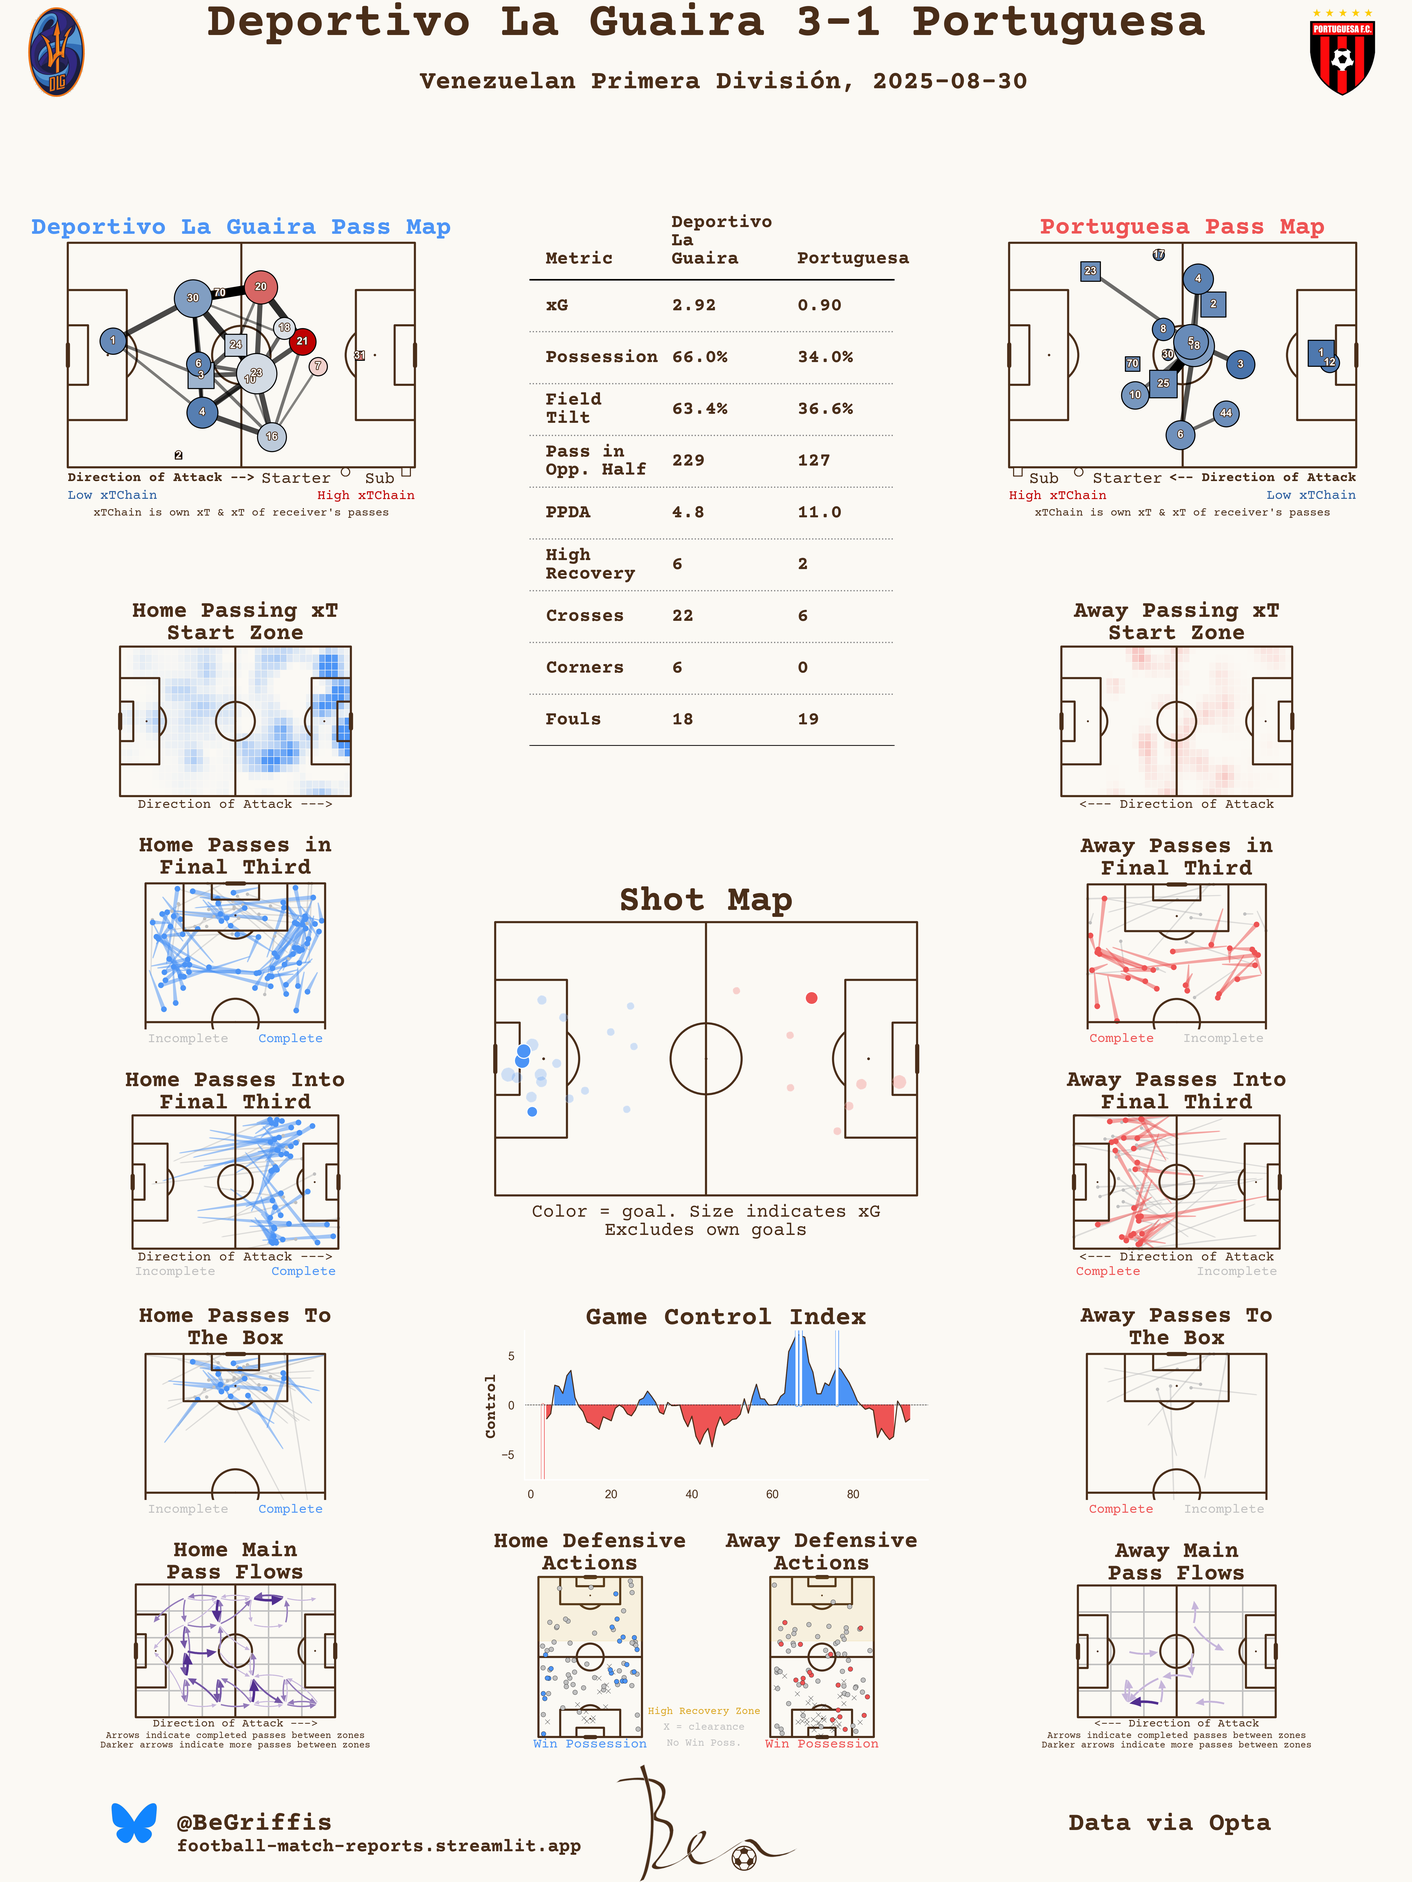 Deportivo La Guaira 3-1 Portuguesa
Venezuelan Primera División, 2025-08-30
DLG
PORTUGUESA F.C.
Deportivo La Guaira Pass Map
30
70
20
1
18
21
24
7
31
6
3
23
10
4
16
2
Direction of Attack --> Starter Sub
Low xTChain High xTChain
xTChain is own xT & xT of receiver's passes
Metric Deportivo La Guaira Portuguesa
xG 2.92 0.90
Possession 66.0% 34.0%
Field Tilt 63.4% 36.6%
Pass in Opp. Half 229 127
PPDA 4.8 11.0
High Recovery 6 2
Crosses 22 6
Corners 6 0
Fouls 18 19
Portuguesa Pass Map
17
23
4
2
8
5
18
30
70
3
1
12
25
10
44
6
Sub Starter <-- Direction of Attack
High xTChain Low xTChain
xTChain is own xT & xT of receiver's passes
Home Passing xT
Start Zone
Direction of Attack --->
Away Passing xT
Start Zone
<--- Direction of Attack
Home Passes in
Final Third
Incomplete Complete
Away Passes in
Final Third
Complete Incomplete
Shot Map
Color = goal. Size indicates xG
Excludes own goals
Home Passes Into
Final Third
Direction of Attack --->
Incomplete Complete
Away Passes Into
Final Third
<--- Direction of Attack
Complete Incomplete
Home Passes To
The Box
Incomplete Complete
Game Control Index
Control
5
0
−5
0 20 40 60 80
Away Passes To
The Box
Complete Incomplete
Home Main
Pass Flows
Direction of Attack --->
Arrows indicate completed passes between zones
Darker arrows indicate more passes between zones
Home Defensive
Actions
Win Possession
High Recovery Zone
X = clearance
No Win Poss.
Away Defensive
Actions
Win Possession
Away Main
Pass Flows
<--- Direction of Attack
Arrows indicate completed passes between zones
Darker arrows indicate more passes between zones
@BeGriffis
football-match-reports.streamlit.app
Ben
Data via Opta